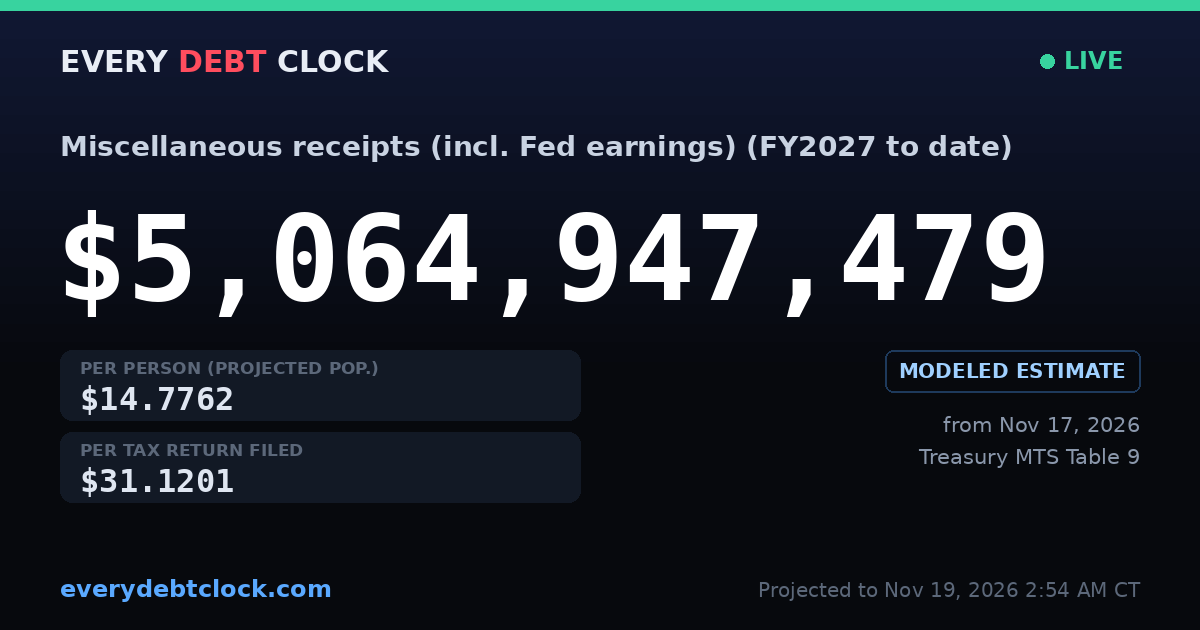 EVERY DEBT CLOCK
LIVE
Miscellaneous receipts (incl. Fed earnings) (FY2027 to date)
$5,064,947,479
PER PERSON (PROJECTED POP.)
$14.7762
PER TAX RETURN FILED
$31.1201
MODELED ESTIMATE
from Nov 17, 2026
Treasury MTS Table 9
everydebtclock.com
Projected to Nov 19, 2026 2:54 AM CT